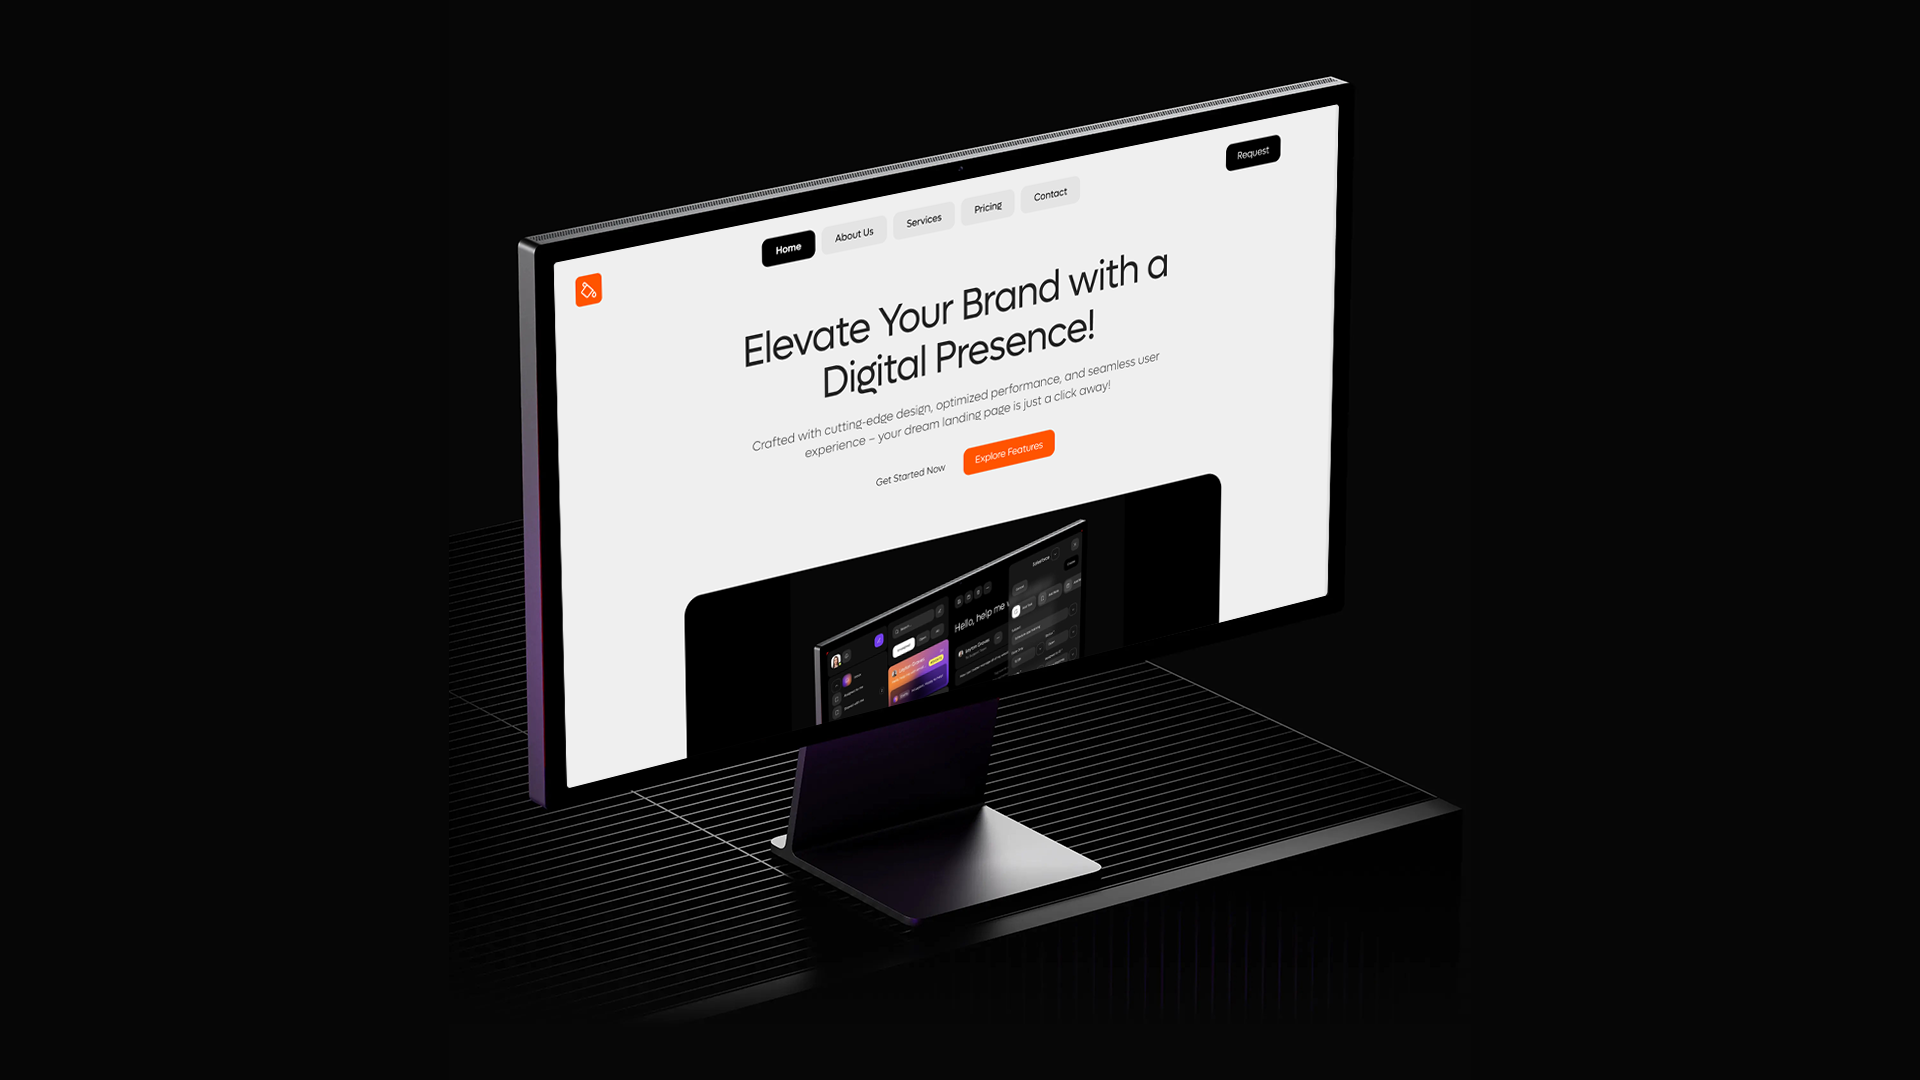 Request
Home
About Us
Services
Pricing
Contact
Elevate Your Brand with a
Digital Presence!
Crafted with cutting-edge design, optimized performance, and seamless user
experience – your dream landing page is just a click away!
Get Started Now
Explore Features
Salesforce
Hello, help me